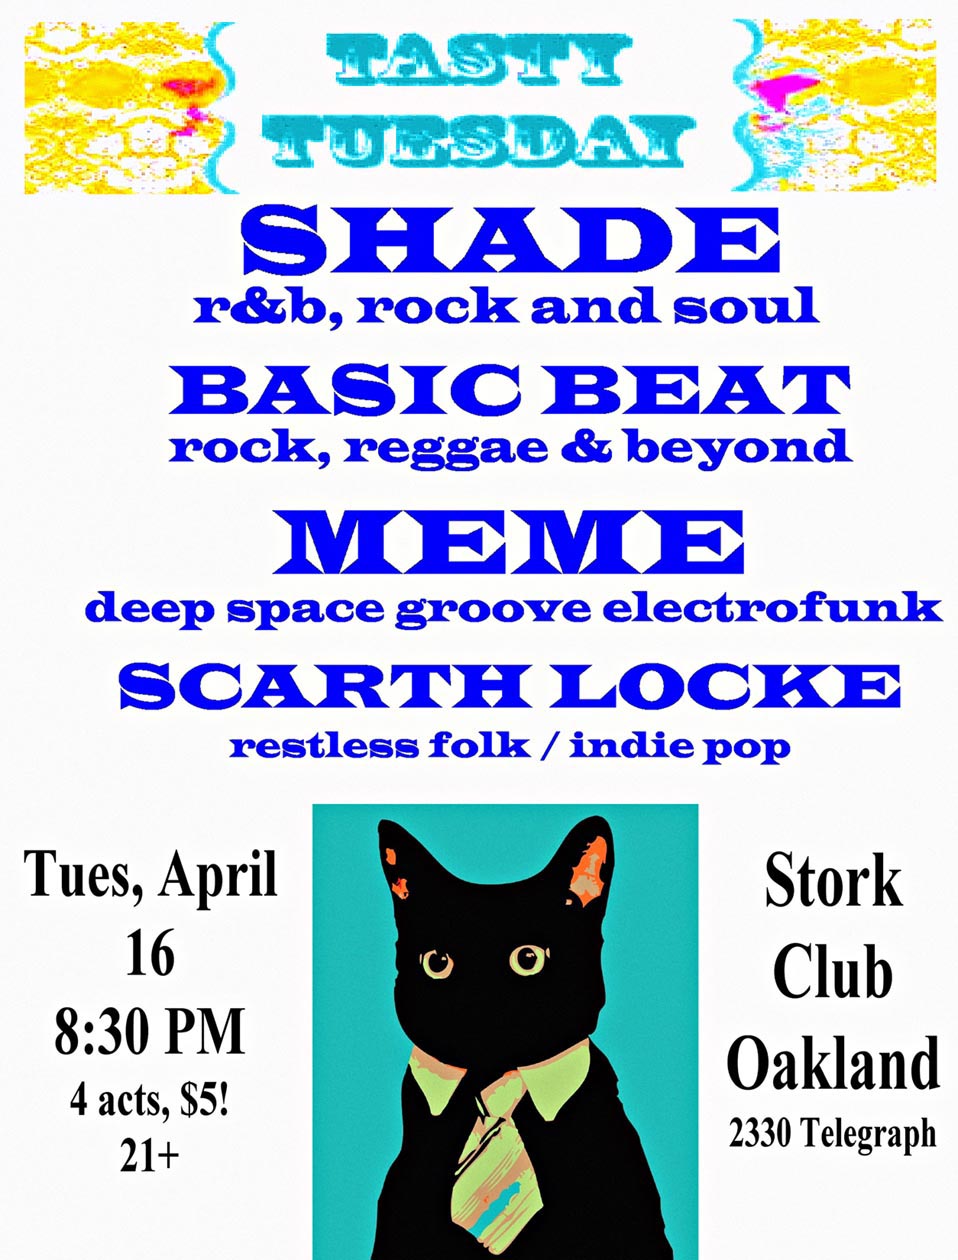 TASTY
TUESDAY
SHADE
r&b, rock and soul
BASIC BEAT
rock, reggae & beyond
MEME
deep space groove electrofunk
SCARTH LOCKE
restless folk / indie pop
Tues, April
16
8:30 PM
4 acts, $5!
21+
Stork
Club
Oakland
2330 Telegraph